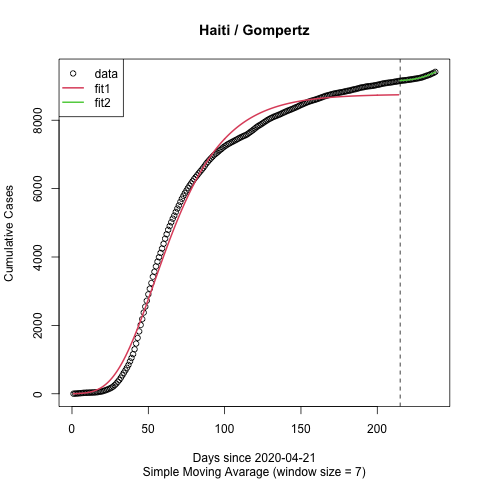 Haiti / Gompertz
data
fit1
fit2
Cumulative Cases
8000
6000
4000
2000
0
0 50 100 150 200
Days since 2020-04-21
Simple Moving Avarage (window size = 7)